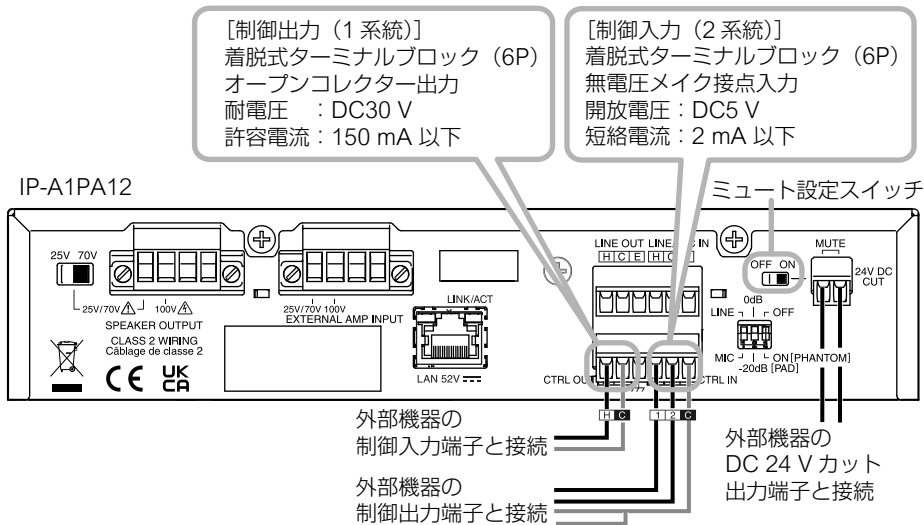 [制御出力（1 系統）]
着脱式ターミナルブロック（6P）
オープンコレクター出力
耐電圧　：DC30 V
許容電流：150 mA 以下
[制御入力（2 系統）]
着脱式ターミナルブロック（6P）
無電圧メイク接点入力
開放電圧：DC5 V
短絡電流：2 mA 以下
IP-A1PA12
ミュート設定スイッチ
25V 70V
25V/70V
100V
SPEAKER OUTPUT
CLASS 2 WIRING
Câblage de classe 2
CE UK CA
25V/70V 100V
EXTERNAL AMP INPUT
LINK/ACT
LAN 52V
LINE OUT
H C E H
CTRL OUT
CTRL IN
H C 1 2 C
OFF ON
MUTE
24V DC
CUT
0dB
LINE
OFF
MIC
ON [PHANTOM]
-20dB [PAD]
外部機器の
制御入力端子と接続
外部機器の
制御出力端子と接続
外部機器の
DC 24 V カット
出力端子と接続